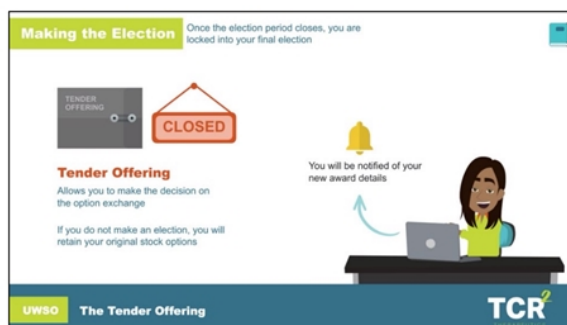 Making the Election
Once the election period closes, you are
locked into your final election
TENDER
OFFERING
CLOSED
Tender Offering
Allows you to make the decision on
the option exchange
If you do not make an election, you will
retain your original stock options
You will be notified of your
new award details
UWSO
The Tender Offering
TCR2